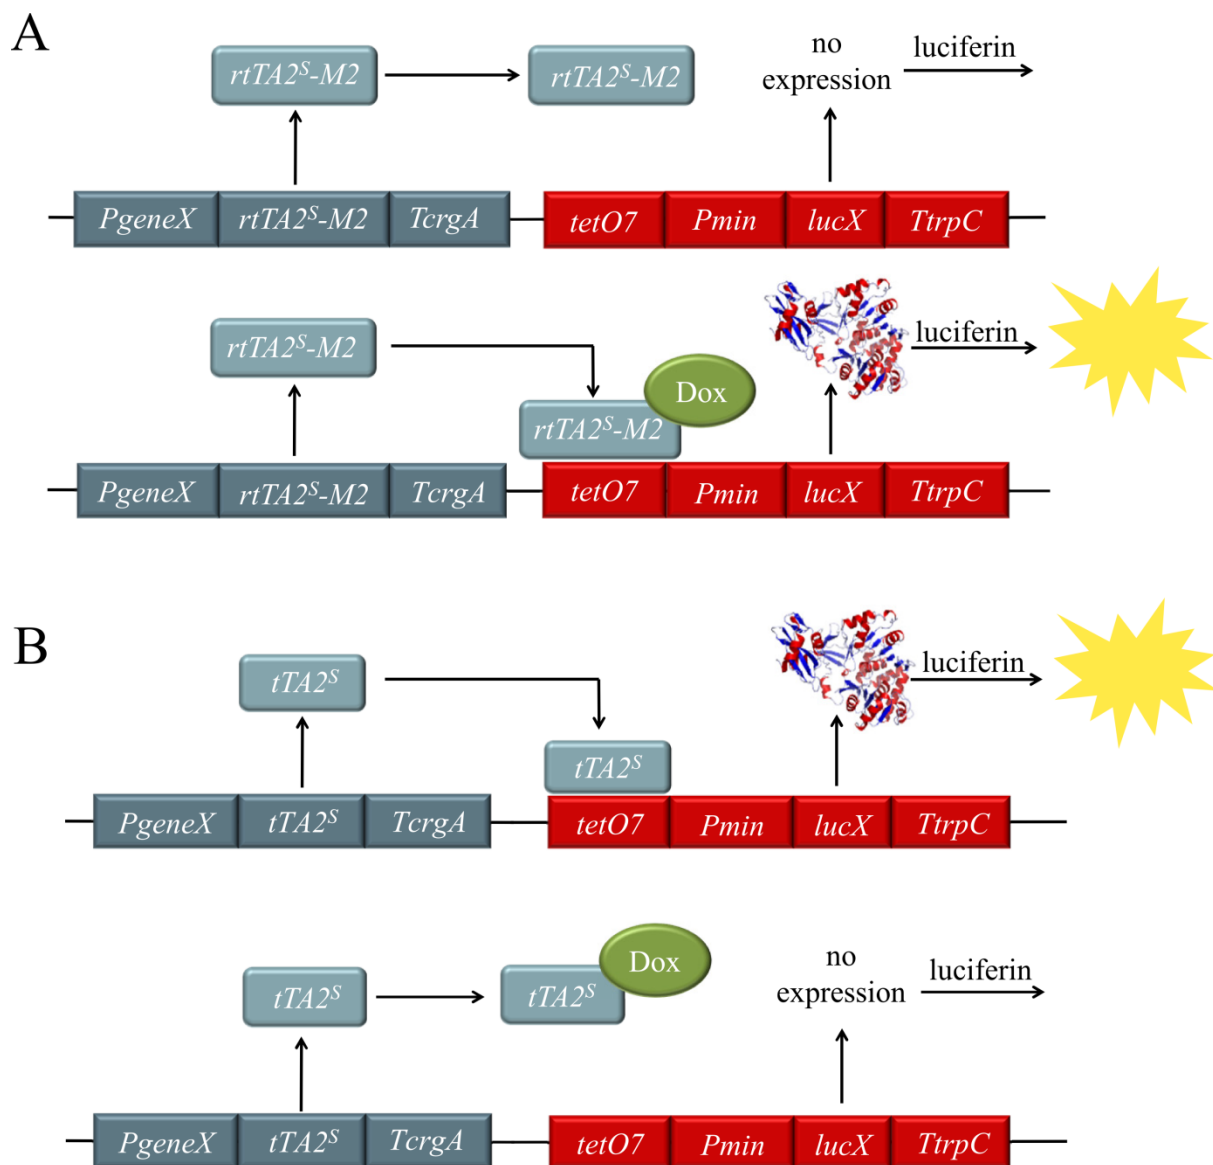 A
rtTA2ˢ-M2 rtTA2ˢ-M2 no expression luciferin
PgeneX rtTA2ˢ-M2 TcrgA tetO7 Pmin lucX TtrpC
rtTA2ˢ-M2 luciferin
Dox
rtTA2ˢ-M2
PgeneX rtTA2ˢ-M2 TcrgA tetO7 Pmin lucX TtrpC
B
tTA2ˢ luciferin
tTA2ˢ
PgeneX tTA2ˢ TcrgA tetO7 Pmin lucX TtrpC
Dox
tTA2ˢ tTA2ˢ no expression luciferin
PgeneX tTA2ˢ TcrgA tetO7 Pmin lucX TtrpC